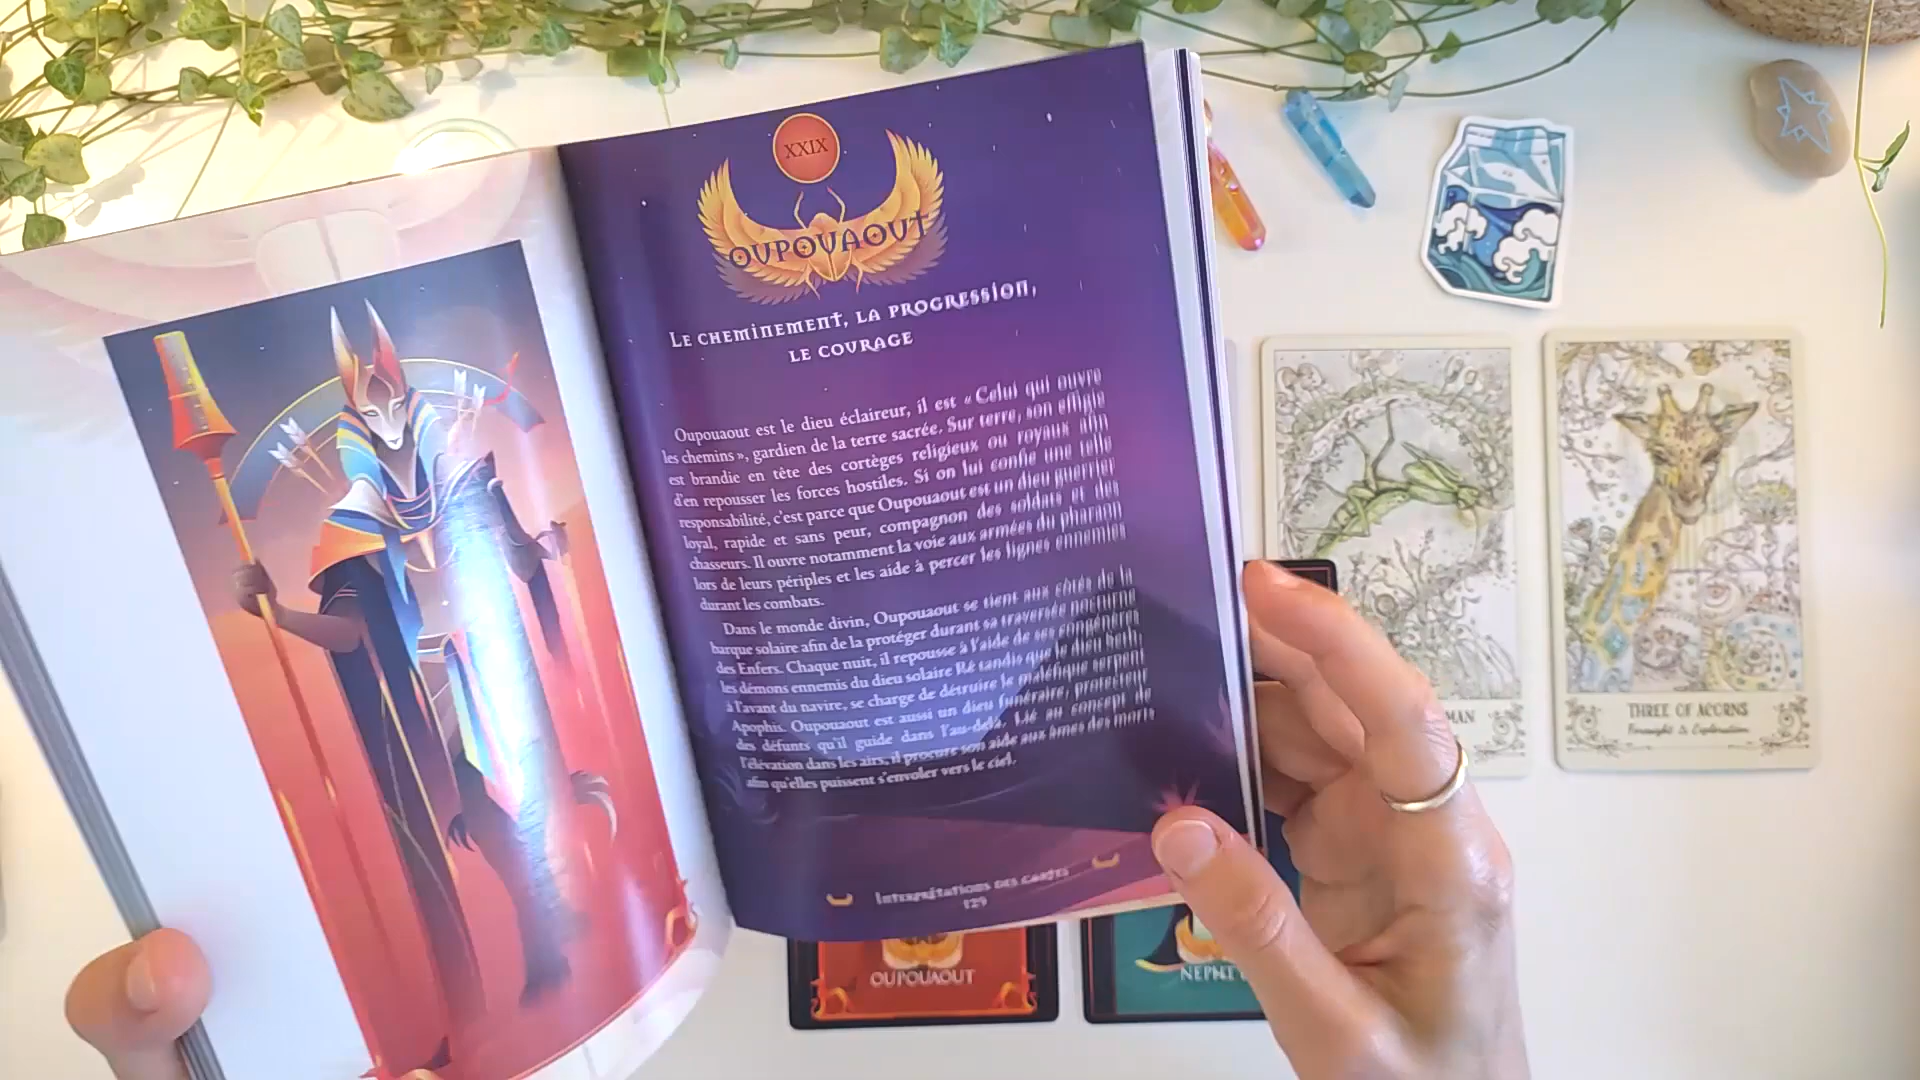 XXIX
OUPOUAOUT
Le cheminement, la progression,
le courage
Oupouaout est le dieu éclaireur, il est « Celui qui ouvre
les chemins », gardien de la terre sacrée. Sur terre, son effigie
est brandie en tête des cortèges religieux ou royaux afin
d'en repousser les forces hostiles. Si on lui confie une telle
responsabilité, c'est parce que Oupouaout est un dieu guerrier
loyal, rapide et sans peur, compagnon des soldats et des
chasseurs. Il ouvre notamment la voie aux armées du pharaon
lors de leurs périples et les aide à percer les lignes ennemies
durant les combats.
Dans le monde divin, Oupouaout se tient aux côtés de la
barque solaire afin de la protéger durant sa traversée nocturne
des Enfers. Chaque nuit, il repousse à l'aide de ses
les démons ennemis du dieu solaire Rê tandis que le dieu Seth,
à l'avant du navire, se charge de détruire le maléfique serpent
Apophis. Oupouaout est aussi un dieu funéraire, protecteur
des défunts qu'il guide dans l'au-delà. Lié au concept de
l'élévation dans les airs, il procure son aide aux âmes des morts
afin qu'elles puissent s'envoler vers le ciel.
Interprétations des cartes
129
OUPOUAOUT
NEPHT
MAN
THREE OF ACORNS
Foresight & Exploration